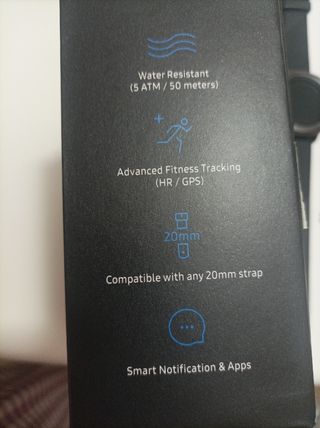 Water Resistant
(5 ATM / 50 meters)
Advanced Fitness Tracking
(HR / GPS)
20mm
Compatible with any 20mm strap
Smart Notification & Apps